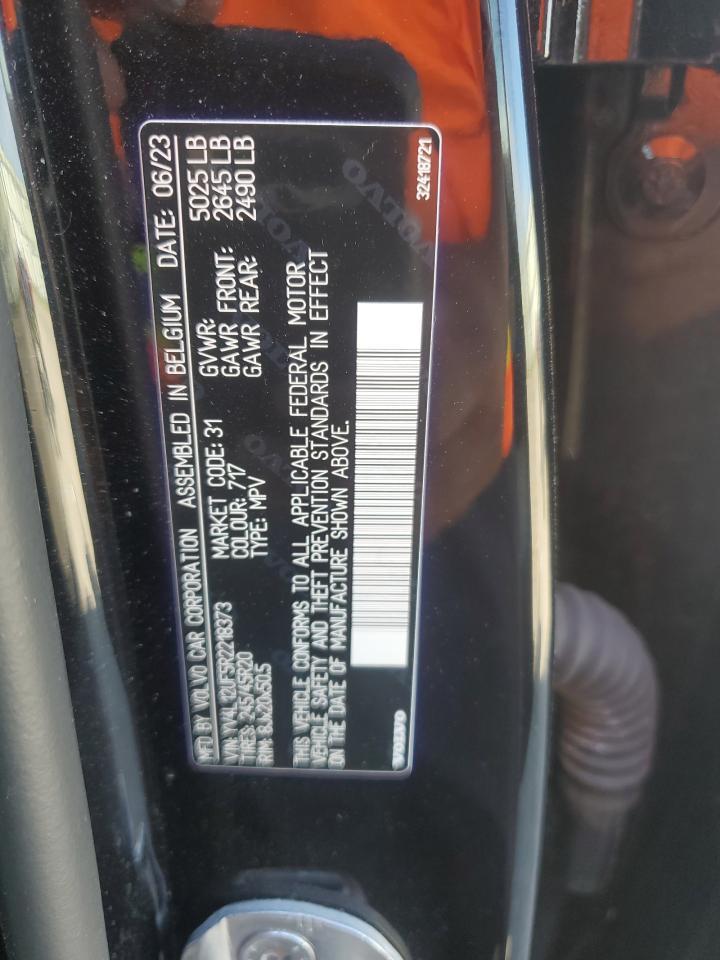 MFD BY VOLVO CAR CORPORATION ASSEMBLED IN BELGIUM DATE: 06/23
VIN: YV4L12UF5R2218373
TIRES: 245/45R20
RIM: 8Jx20x50.5
MARKET CODE: 31
COLOUR: 717
TYPE: MPV
GVWR: 5025 LB
GAWR FRONT: 2645 LB
GAWR REAR: 2490 LB
THIS VEHICLE CONFORMS TO ALL APPLICABLE FEDERAL MOTOR
VEHICLE SAFETY AND THEFT PREVENTION STANDARDS IN EFFECT
ON THE DATE OF MANUFACTURE SHOWN ABOVE.
VOLVO
32418721